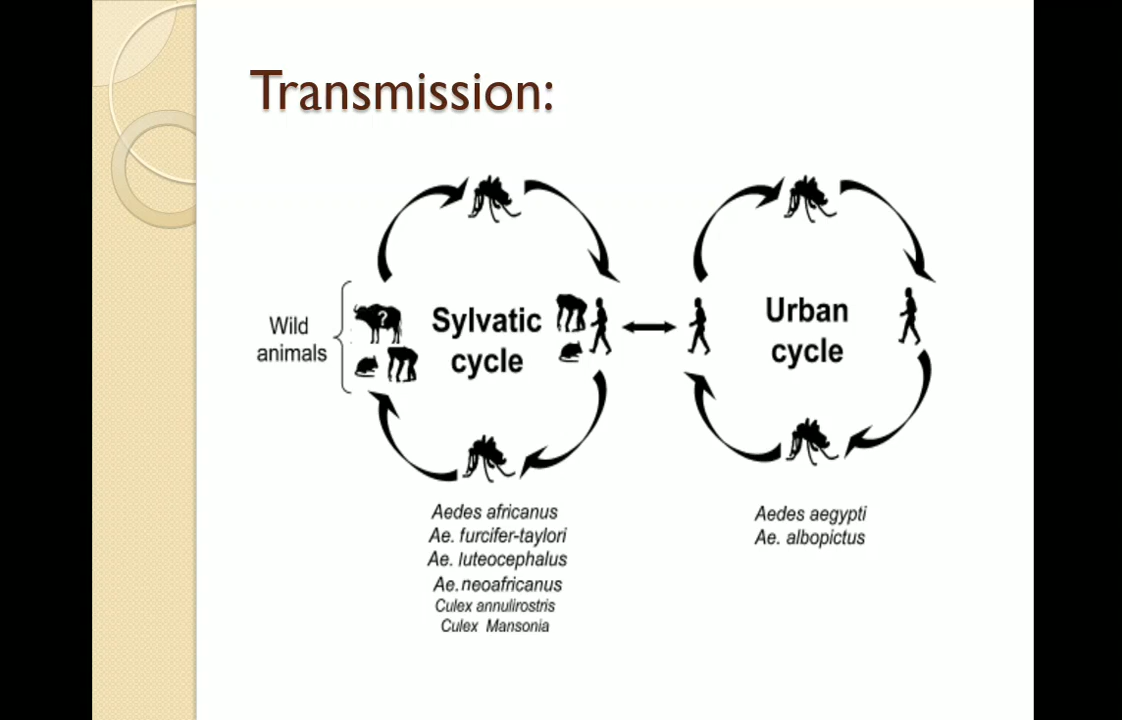 Transmission:
Wild
animals
?
Sylvatic
cycle
Urban
cycle
Aedes africanus
Ae. furcifer-taylori
Ae. luteocephalus
Ae. neoafricanus
Culex annulirostris
Culex Mansonia
Aedes aegypti
Ae. albopictus